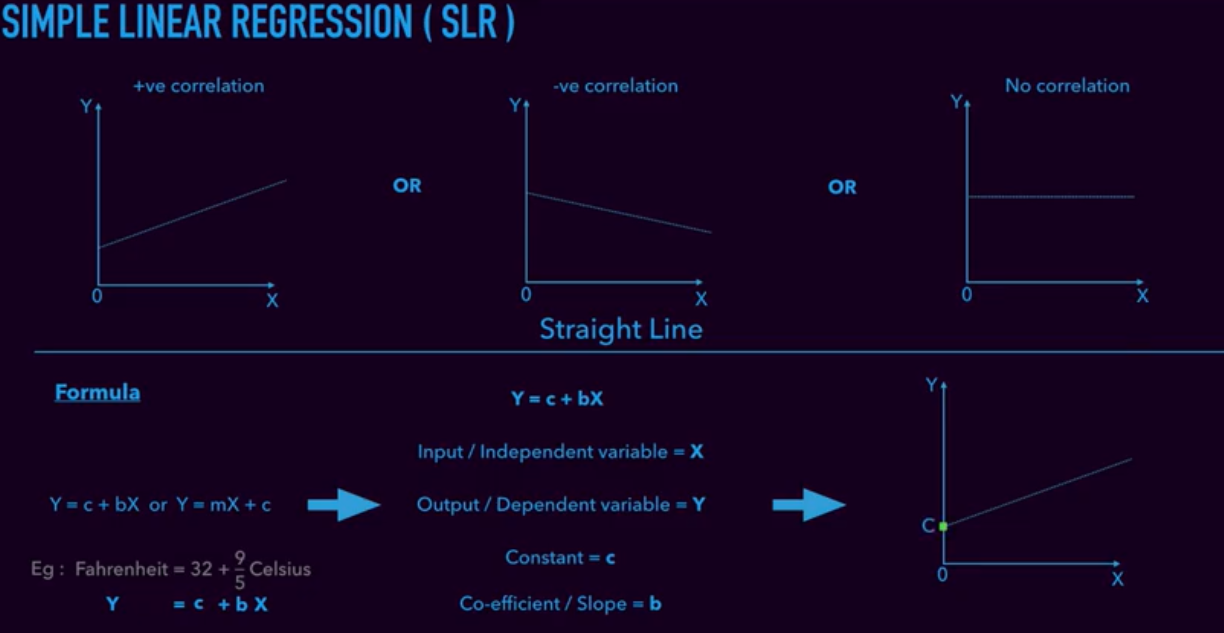 SIMPLE LINEAR REGRESSION ( SLR )
+ve correlation
Y
0
X
OR
-ve correlation
Y
0
X
OR
No correlation
Y
0
X
Straight Line
Formula
Y = c + bX or Y = mX + c
Eg : Fahrenheit = 32 + 9/5 Celsius
Y = c + b X
Y = c + bX
Input / Independent variable = X
Output / Dependent variable = Y
Constant = c
Co-efficient / Slope = b
Y
C
0
X